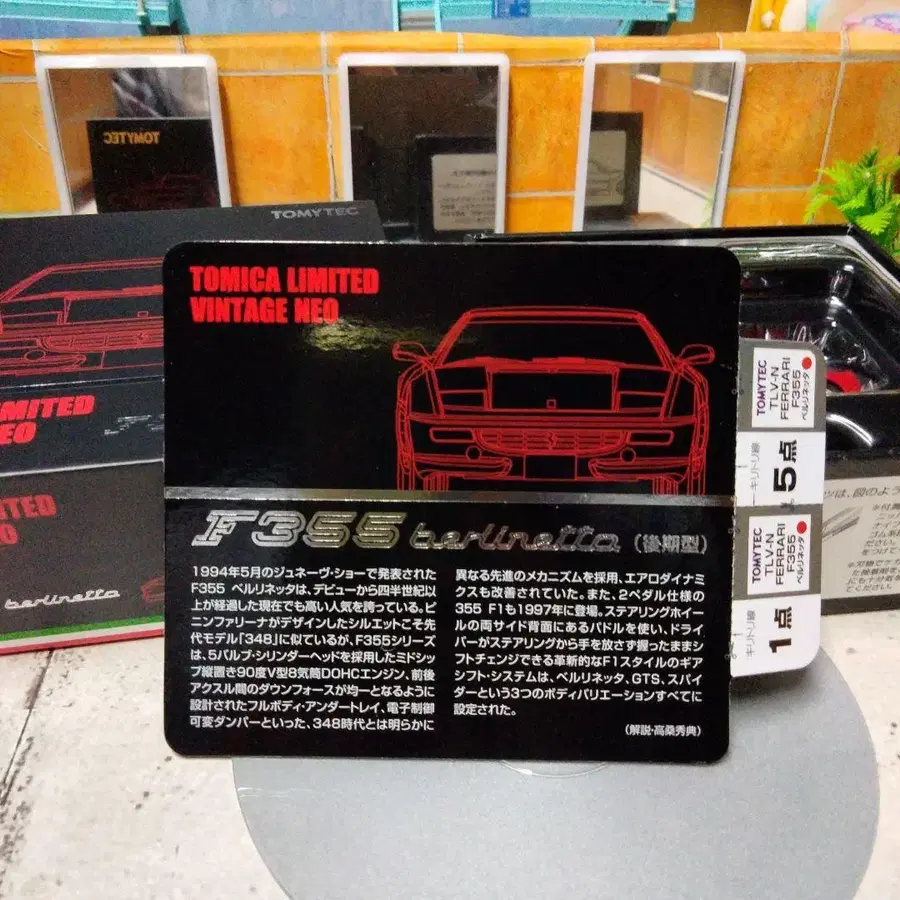 TOMYTEC
TOMYTEC
TOMICA LIMITED
VINTAGE NEO
LIMITED
NEO
berlinetta
F355 berlinetta (後期型)
1994年5月のジュネーヴ・ショーで発表された
F355 ベルリネッタは、デビューから四半世紀以
上が経過した現在でも高い人気を誇っている。ピ
ニンファリーナがデザインしたシルエットこそ先
代モデル「348」に似ているが、F355シリーズ
は、5バルブ・シリンダーヘッドを採用したミドシッ
プ縦置き90度V型8気筒DOHCエンジン、前後
アクスル間のダウンフォースが均一となるように
設計されたフルボディ・アンダートレイ、電子制御
可変ダンパーといった、348時代とは明らかに
異なる先進のメカニズムを採用、エアロダイナミ
クスも改善されていた。また、2ペダル仕様の
355 F1も1997年に登場。ステアリングホイー
ルの両サイド背面にあるパドルを使い、ドライ
バーがステアリングから手を放さず握ったままシ
フトチェンジできる革新的なF1スタイルのギア
シフト・システムは、ベルリネッタ、GTS、スパイ
ダーという3つのボディバリエーションすべてに
設定された。
(解説・高桑秀典)
TOMYTEC
TLV-N
FERRARI
F355
ベルリネッタ
キリトリ線
5点
TOMYTEC
TLV-N
FERRARI
F355
ベルリネッタ
キリトリ線
1点